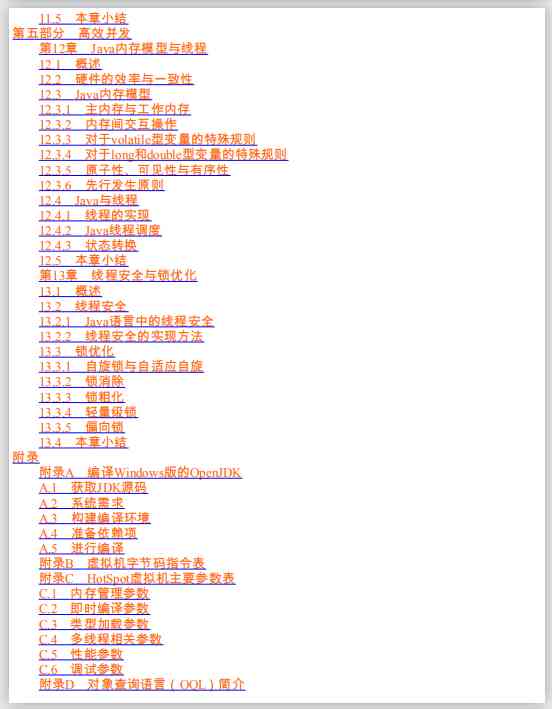 11.5 本章小结
第五部分 高效并发
第12章 Java内存模型与线程
12.1 概述
12.2 硬件的效率与一致性
12.3 Java内存模型
12.3.1 主内存与工作内存
12.3.2 内存间交互操作
12.3.3 对于volatile型变量的特殊规则
12.3.4 对于long和double型变量的特殊规则
12.3.5 原子性、可见性与有序性
12.3.6 先行发生原则
12.4 Java与线程
12.4.1 线程的实现
12.4.2 Java线程调度
12.4.3 状态转换
12.5 本章小结
第13章 线程安全与锁优化
13.1 概述
13.2 线程安全
13.2.1 Java语言中的线程安全
13.2.2 线程安全的实现方法
13.3 锁优化
13.3.1 自旋锁与自适应自旋
13.3.2 锁消除
13.3.3 锁粗化
13.3.4 轻量级锁
13.3.5 偏向锁
13.4 本章小结
附录
附录A 编译Windows版的OpenJDK
A.1 获取JDK源码
A.2 系统需求
A.3 构建编译环境
A.4 准备依赖项
A.5 进行编译
附录B 虚拟机字节码指令表
附录C HotSpot虚拟机主要参数表
C.1 内存管理参数
C.2 即时编译参数
C.3 类型加载参数
C.4 多线程相关参数
C.5 性能参数
C.6 调试参数
附录D 对象查询语言(OQL)简介